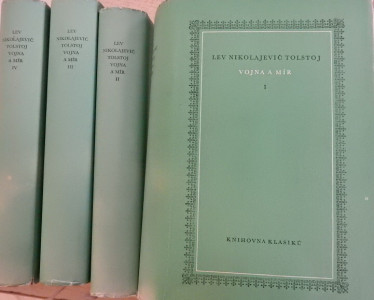 LEV
NIKOLAJEVIČ
TOLSTOJ
VOJNA
A MÍR
IV
LEV
NIKOLAJEVIČ
TOLSTOJ
VOJNA
A MÍR
III
LEV
NIKOLAJEVIČ
TOLSTOJ
VOJNA
A MÍR
II
LEV NIKOLAJEVIČ TOLSTOJ
VOJNA A MÍR
I
KNIHOVNA KLASIKŮ